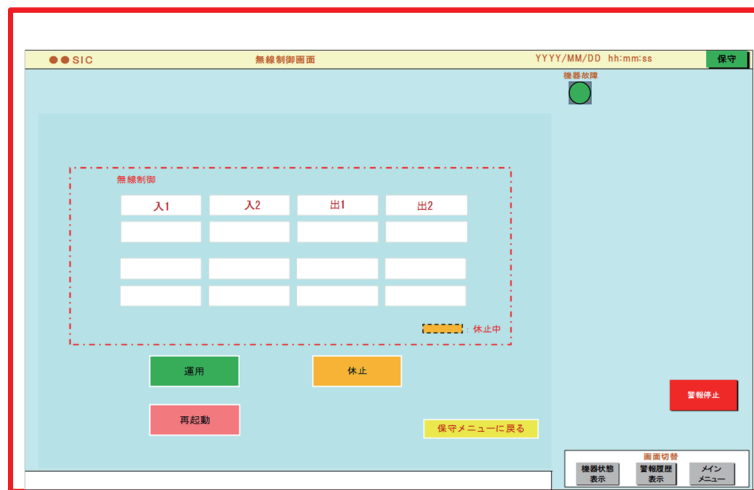 ●●SIC 無線制御画面 YYYY/MM/DD hh:mm:ss 保守
機器故障
無線制御
入1 入2 出1 出2
: 休止中
運用 休止
警報停止
再起動
保守メニューに戻る
画面切替
機器状態 警報履歴 メイン
表示 表示 メニュー